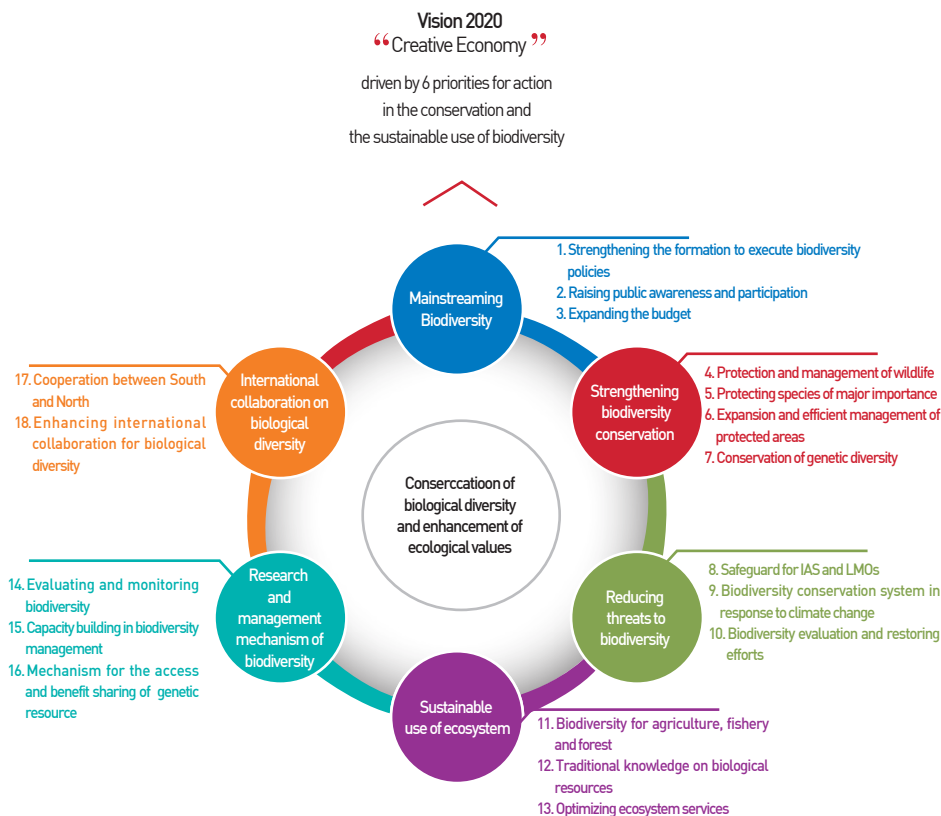 Vision 2020
“ Creative Economy ”
driven by 6 priorities for action
in the conservation and
the sustainable use of biodiversity
Mainstreaming
Biodiversity
1. Strengthening the formation to execute biodiversity
policies
2. Raising public awareness and participation
3. Expanding the budget
Strengthening
biodiversity
conservation
4. Protection and management of wildlife
5. Protecting species of major importance
6. Expansion and efficient management of
protected areas
7. Conservation of genetic diversity
Reducing
threats to
biodiversity
8. Safeguard for IAS and LMOs
9. Biodiversity conservation system in
response to climate change
10. Biodiversity evaluation and restoring
efforts
Sustainable
use of ecosystem
11. Biodiversity for agriculture, fishery
and forest
12. Traditional knowledge on biological
resources
13. Optimizing ecosystem services
Research
and
management
mechanism of
biodiversity
14. Evaluating and monitoring
biodiversity
15. Capacity building in biodiversity
management
16. Mechanism for the access
and benefit sharing of genetic
resource
International
collaboration on
biological
diversity
17. Cooperation between South
and North
18. Enhancing international
collaboration for biological
diversity
Conserccatioon of
biological diversity
and enhancement of
ecological values